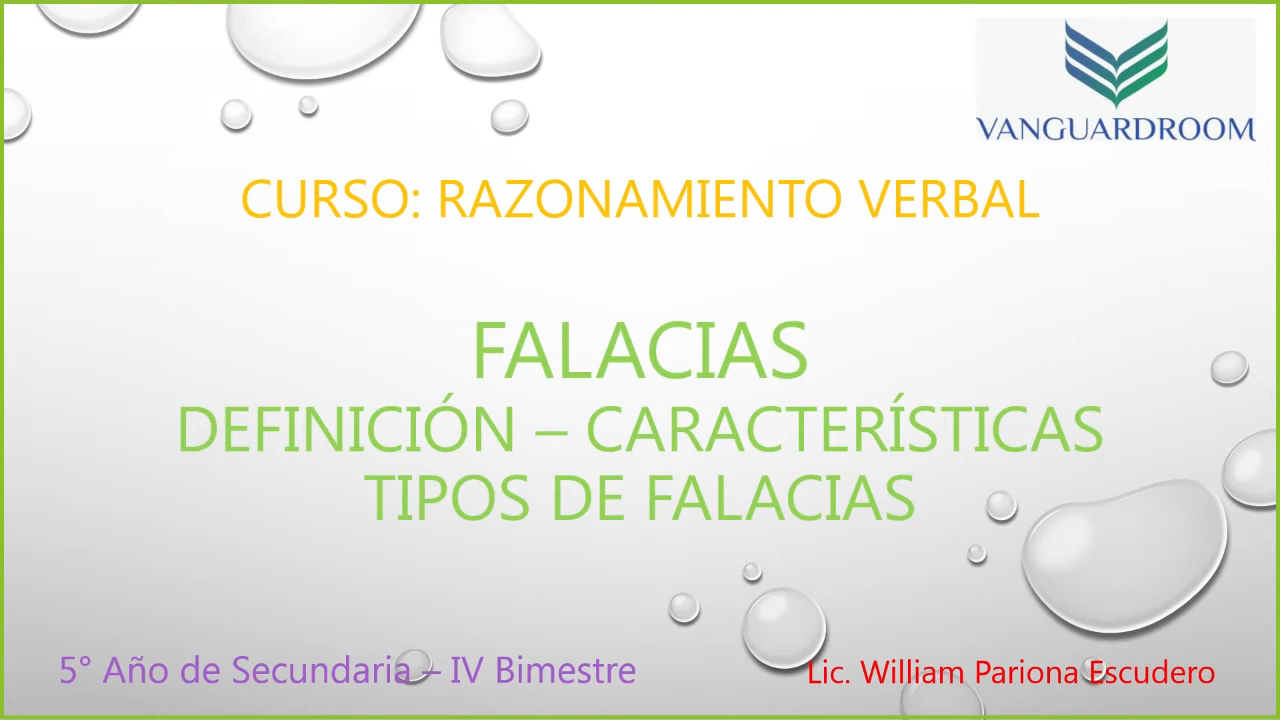 VANGUARDROOM
CURSO: RAZONAMIENTO VERBAL
FALACIAS
DEFINICIÓN – CARACTERÍSTICAS
TIPOS DE FALACIAS
5° Año de Secundaria – IV Bimestre
Lic. William Pariona Escudero